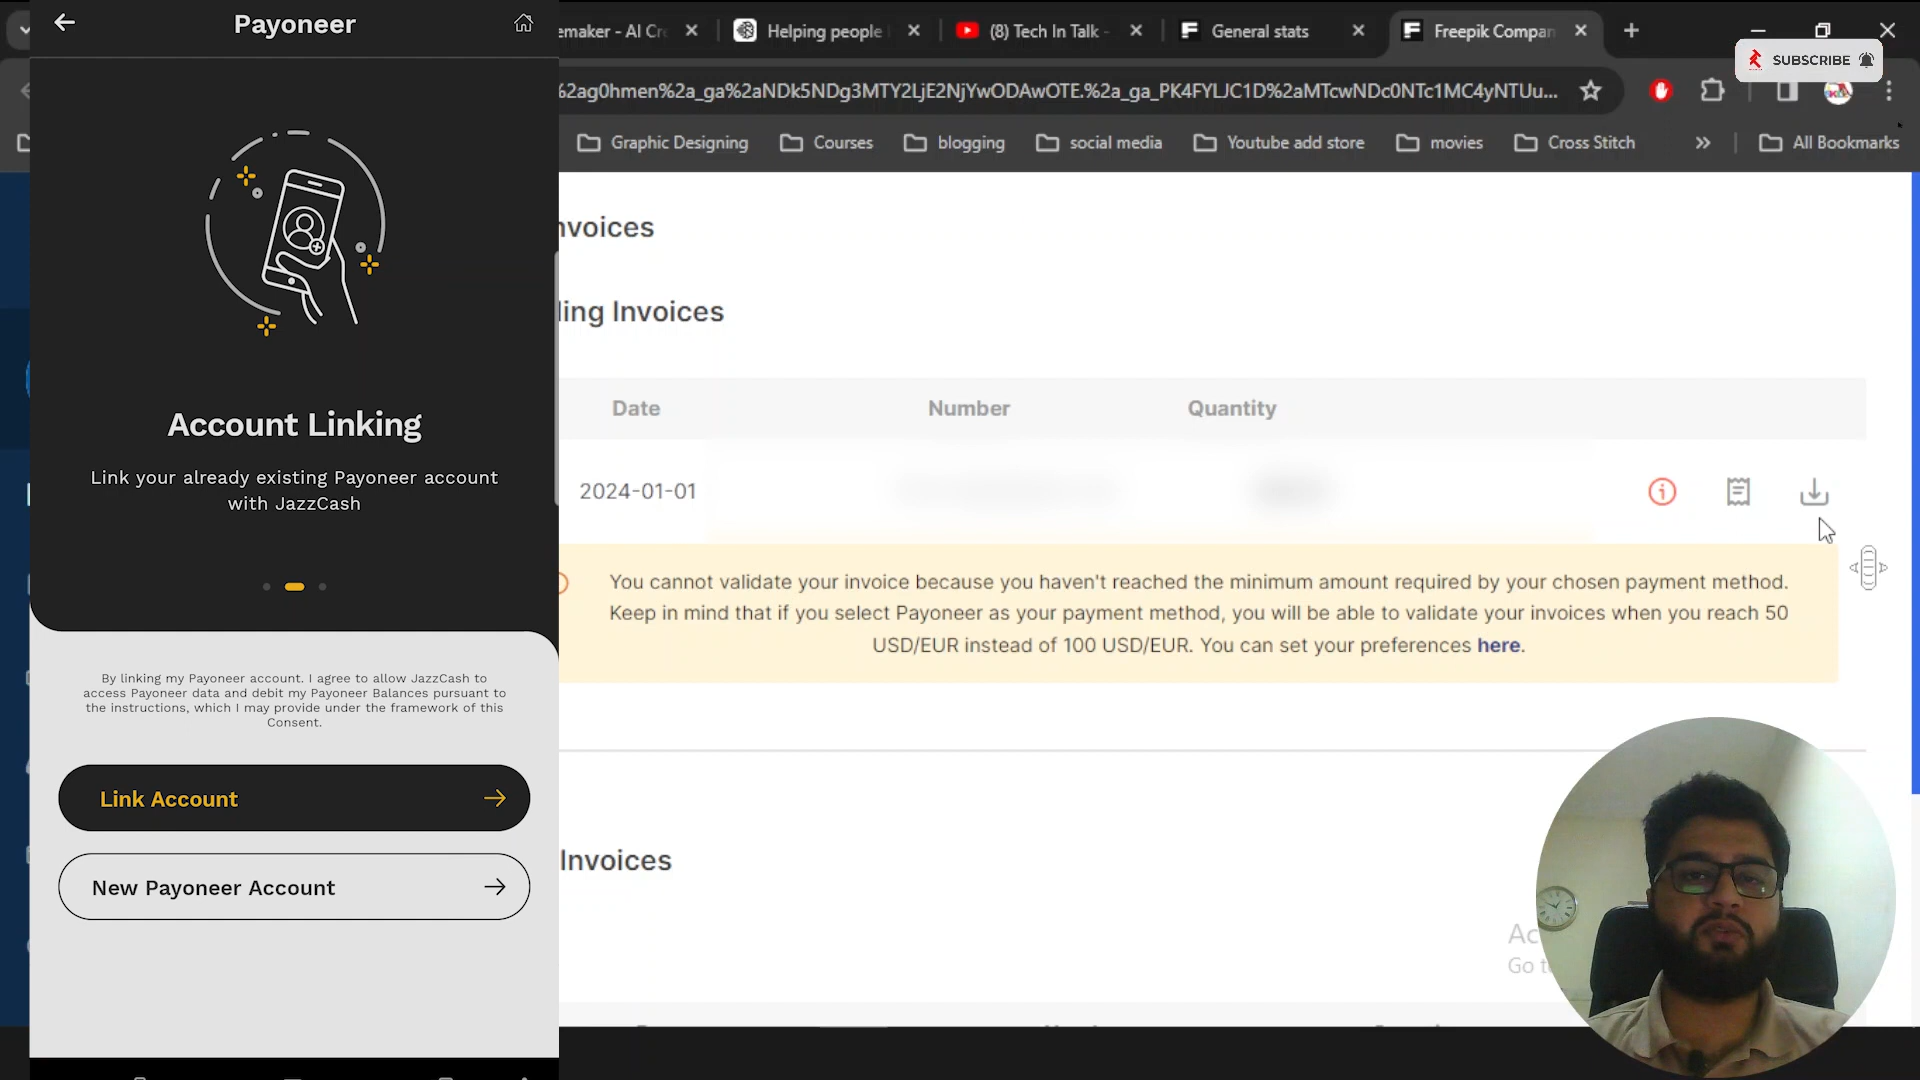 Payoneer
Account Linking
Link your already existing Payoneer account
with JazzCash
By linking my Payoneer account. I agree to allow JazzCash to
access Payoneer data and debit my Payoneer Balances pursuant to
the instructions, which I may provide under the framework of this
Consent.
Link Account
New Payoneer Account
emaker - AI Cr
Helping people
(8) Tech In Talk -
General stats
Freepik Compan
SUBSCRIBE
%2ag0hmen%2a_ga%2aNDk5NDg3MTY2LjE2NjYwODAwOTE.%2a_ga_PK4FYLJC1D%2aMTcwNDc0NTc1MC4yNTUu...
Graphic Designing
Courses
blogging
social media
Youtube add store
movies
Cross Stitch
All Bookmarks
nvoices
ling Invoices
Date Number Quantity
2024-01-01
You cannot validate your invoice because you haven't reached the minimum amount required by your chosen payment method.
Keep in mind that if you select Payoneer as your payment method, you will be able to validate your invoices when you reach 50
USD/EUR instead of 100 USD/EUR. You can set your preferences here.
Invoices
Ac
Go t